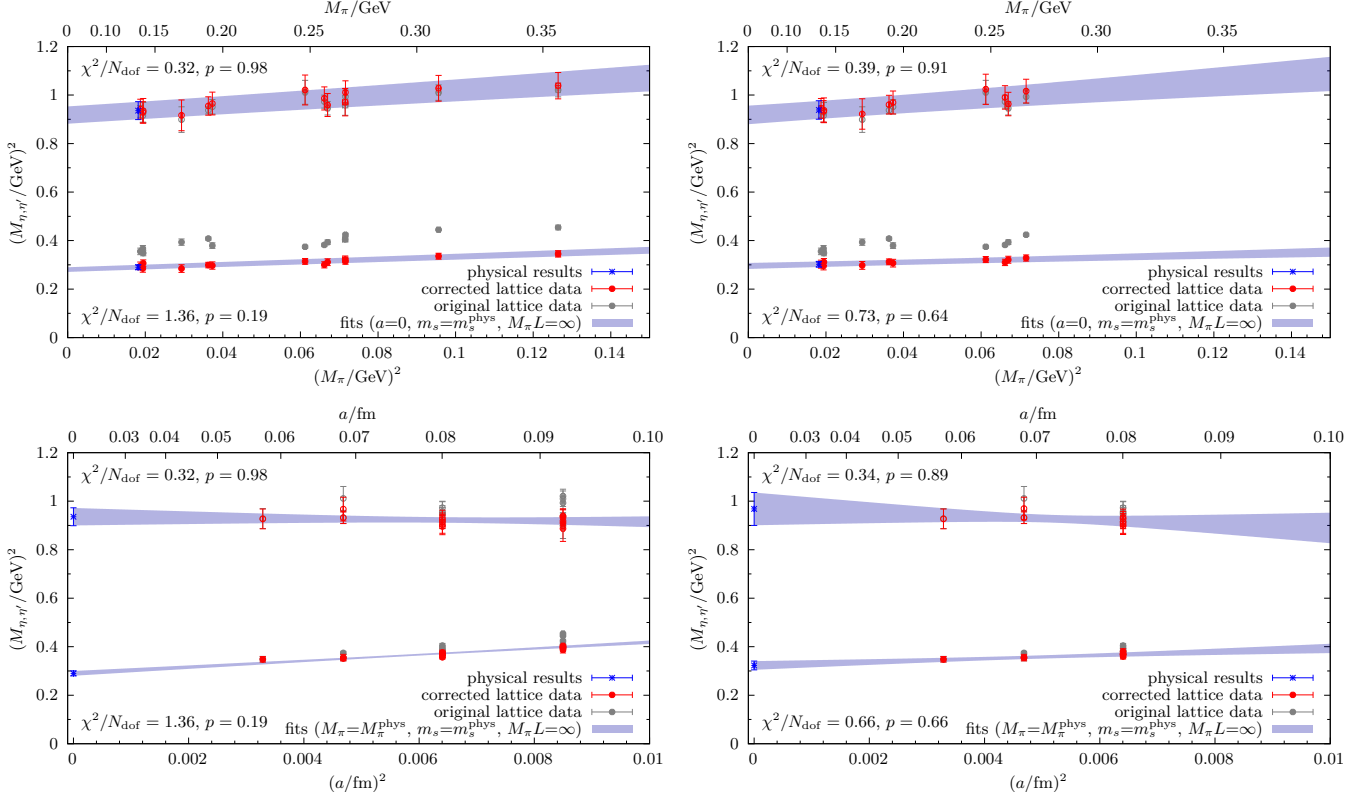 M_π/GeV
0 0.10 0.15 0.20 0.25 0.30 0.35
1.2
1
0.8
0.6
0.4
0.2
0
(M_{η,η′}/GeV)²
χ²/N_dof = 0.32, p = 0.98
physical results
corrected lattice data
original lattice data
χ²/N_dof = 1.36, p = 0.19
fits (a=0, m_s=m_s^phys, M_πL=∞)
0 0.02 0.04 0.06 0.08 0.1 0.12 0.14
(M_π/GeV)²
M_π/GeV
0 0.10 0.15 0.20 0.25 0.30 0.35
1.2
1
0.8
0.6
0.4
0.2
0
(M_{η,η′}/GeV)²
χ²/N_dof = 0.39, p = 0.91
physical results
corrected lattice data
original lattice data
χ²/N_dof = 0.73, p = 0.64
fits (a=0, m_s=m_s^phys, M_πL=∞)
0 0.02 0.04 0.06 0.08 0.1 0.12 0.14
(M_π/GeV)²
a/fm
0 0.03 0.04 0.05 0.06 0.07 0.08 0.09 0.10
1.2
1
0.8
0.6
0.4
0.2
0
(M_{η,η′}/GeV)²
χ²/N_dof = 0.32, p = 0.98
physical results
corrected lattice data
original lattice data
χ²/N_dof = 1.36, p = 0.19
fits (M_π=M_π^phys, m_s=m_s^phys, M_πL=∞)
0 0.002 0.004 0.006 0.008 0.01
(a/fm)²
a/fm
0 0.03 0.04 0.05 0.06 0.07 0.08 0.09 0.10
1.2
1
0.8
0.6
0.4
0.2
0
(M_{η,η′}/GeV)²
χ²/N_dof = 0.34, p = 0.89
physical results
corrected lattice data
original lattice data
χ²/N_dof = 0.66, p = 0.66
fits (M_π=M_π^phys, m_s=m_s^phys, M_πL=∞)
0 0.002 0.004 0.006 0.008 0.01
(a/fm)²